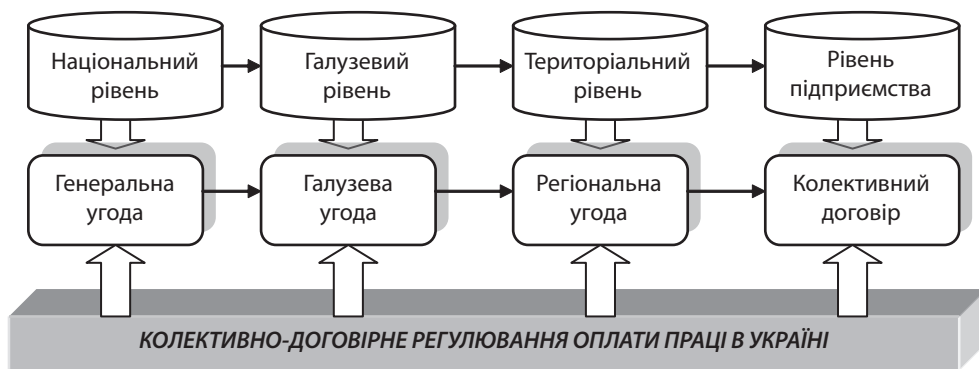 Національний
рівень
Галузевий
рівень
Територіальний
рівень
Рівень
підприємства
Генеральна
угода
Галузева
угода
Регіональна
угода
Колективний
договір
КОЛЕКТИВНО-ДОГОВІРНЕ РЕГУЛЮВАННЯ ОПЛАТИ ПРАЦІ В УКРАЇНІ